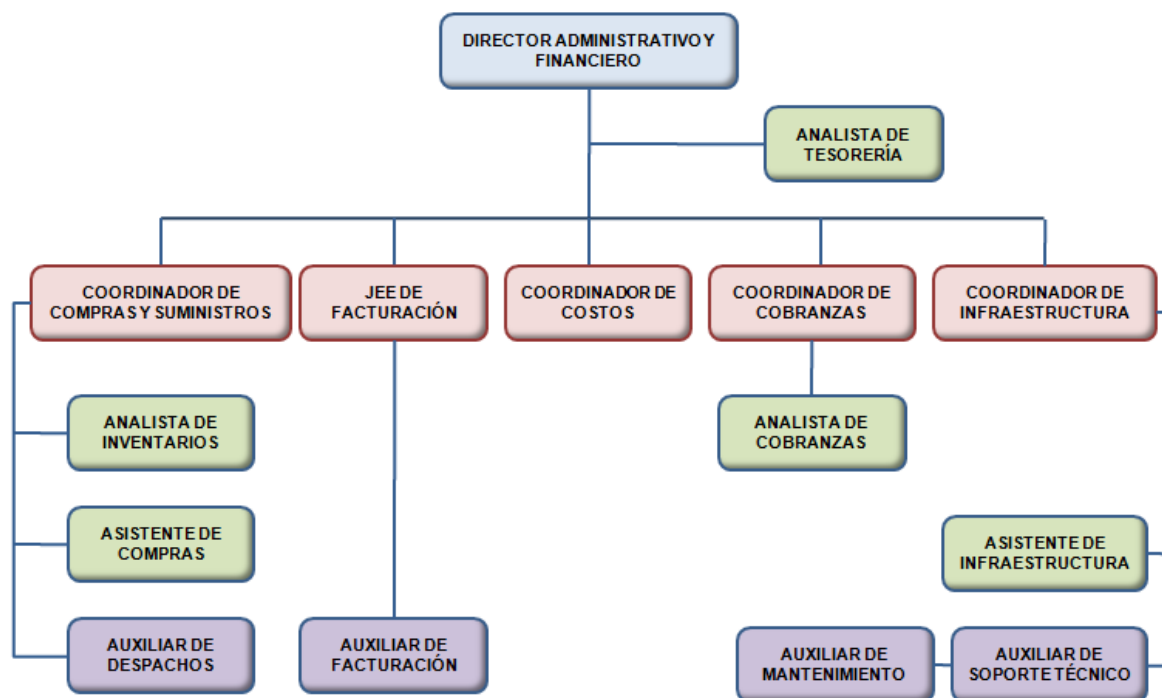 DIRECTOR ADMINISTRATIVO Y
FINANCIERO
ANALISTA DE
TESORERÍA
COORDINADOR DE
COMPRAS Y SUMINISTROS
JEE DE
FACTURACIÓN
COORDINADOR DE
COSTOS
COORDINADOR DE
COBRANZAS
COORDINADOR DE
INFRAESTRUCTURA
ANALISTA DE
INVENTARIOS
ANALISTA DE
COBRANZAS
ASISTENTE DE
COMPRAS
ASISTENTE DE
INFRAESTRUCTURA
AUXILIAR DE
DESPACHOS
AUXILIAR DE
FACTURACIÓN
AUXILIAR DE
MANTENIMIENTO
AUXILIAR DE
SOPORTE TÉCNICO